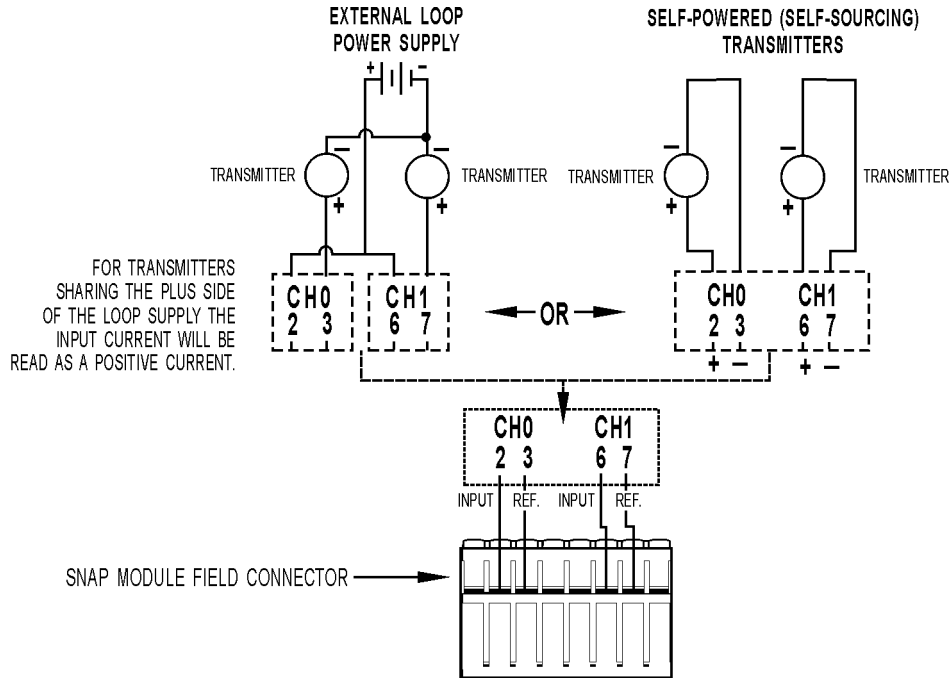 EXTERNAL LOOP
POWER SUPPLY
+ -
SELF-POWERED (SELF-SOURCING)
TRANSMITTERS
- -
TRANSMITTER
TRANSMITTER
+ +
- -
TRANSMITTER
TRANSMITTER
+ +
FOR TRANSMITTERS
SHARING THE PLUS SIDE
OF THE LOOP SUPPLY THE
INPUT CURRENT WILL BE
READ AS A POSITIVE CURRENT.
CH0 CH1
2 3 6 7
OR
CH0 CH1
2 3 6 7
+ — + —
CH0 CH1
2 3 6 7
INPUT REF. INPUT REF.
SNAP MODULE FIELD CONNECTOR